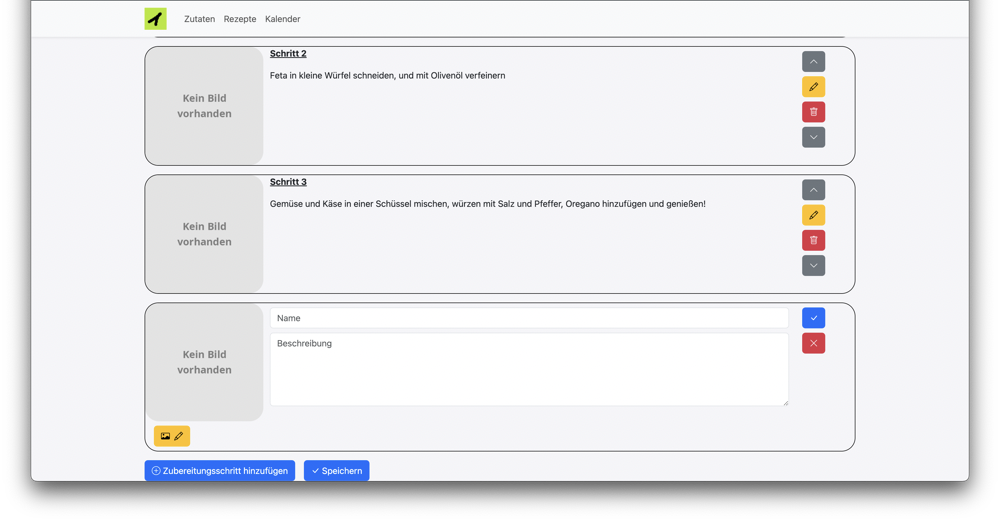 Zutaten Rezepte Kalender
Schritt 2
Feta in kleine Würfel schneiden, und mit Olivenöl verfeinern
Kein Bild
vorhanden
Schritt 3
Gemüse und Käse in einer Schüssel mischen, würzen mit Salz und Pfeffer, Oregano hinzufügen und genießen!
Kein Bild
vorhanden
Name
Beschreibung
Kein Bild
vorhanden
Zubereitungsschritt hinzufügen Speichern